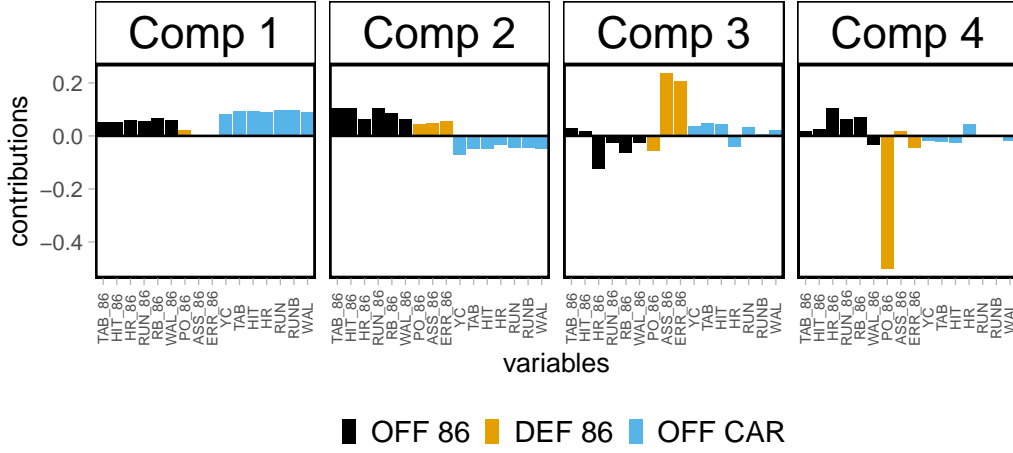 Comp 1 Comp 2 Comp 3 Comp 4
0.2
0.0
−0.2
−0.4
contributions
TAB_86 HIT_86 HR_86 RUN_86 RB_86 WAL_86 PO_86 ASS_86 ERR_86 YC TAB HIT HR RUN RUNB WAL
TAB_86 HIT_86 HR_86 RUN_86 RB_86 WAL_86 PO_86 ASS_86 ERR_86 YC TAB HIT HR RUN RUNB WAL
TAB_86 HIT_86 HR_86 RUN_86 RB_86 WAL_86 PO_86 ASS_86 ERR_86 YC TAB HIT HR RUN RUNB WAL
TAB_86 HIT_86 HR_86 RUN_86 RB_86 WAL_86 PO_86 ASS_86 ERR_86 YC TAB HIT HR RUN RUNB WAL
variables
OFF 86 DEF 86 OFF CAR